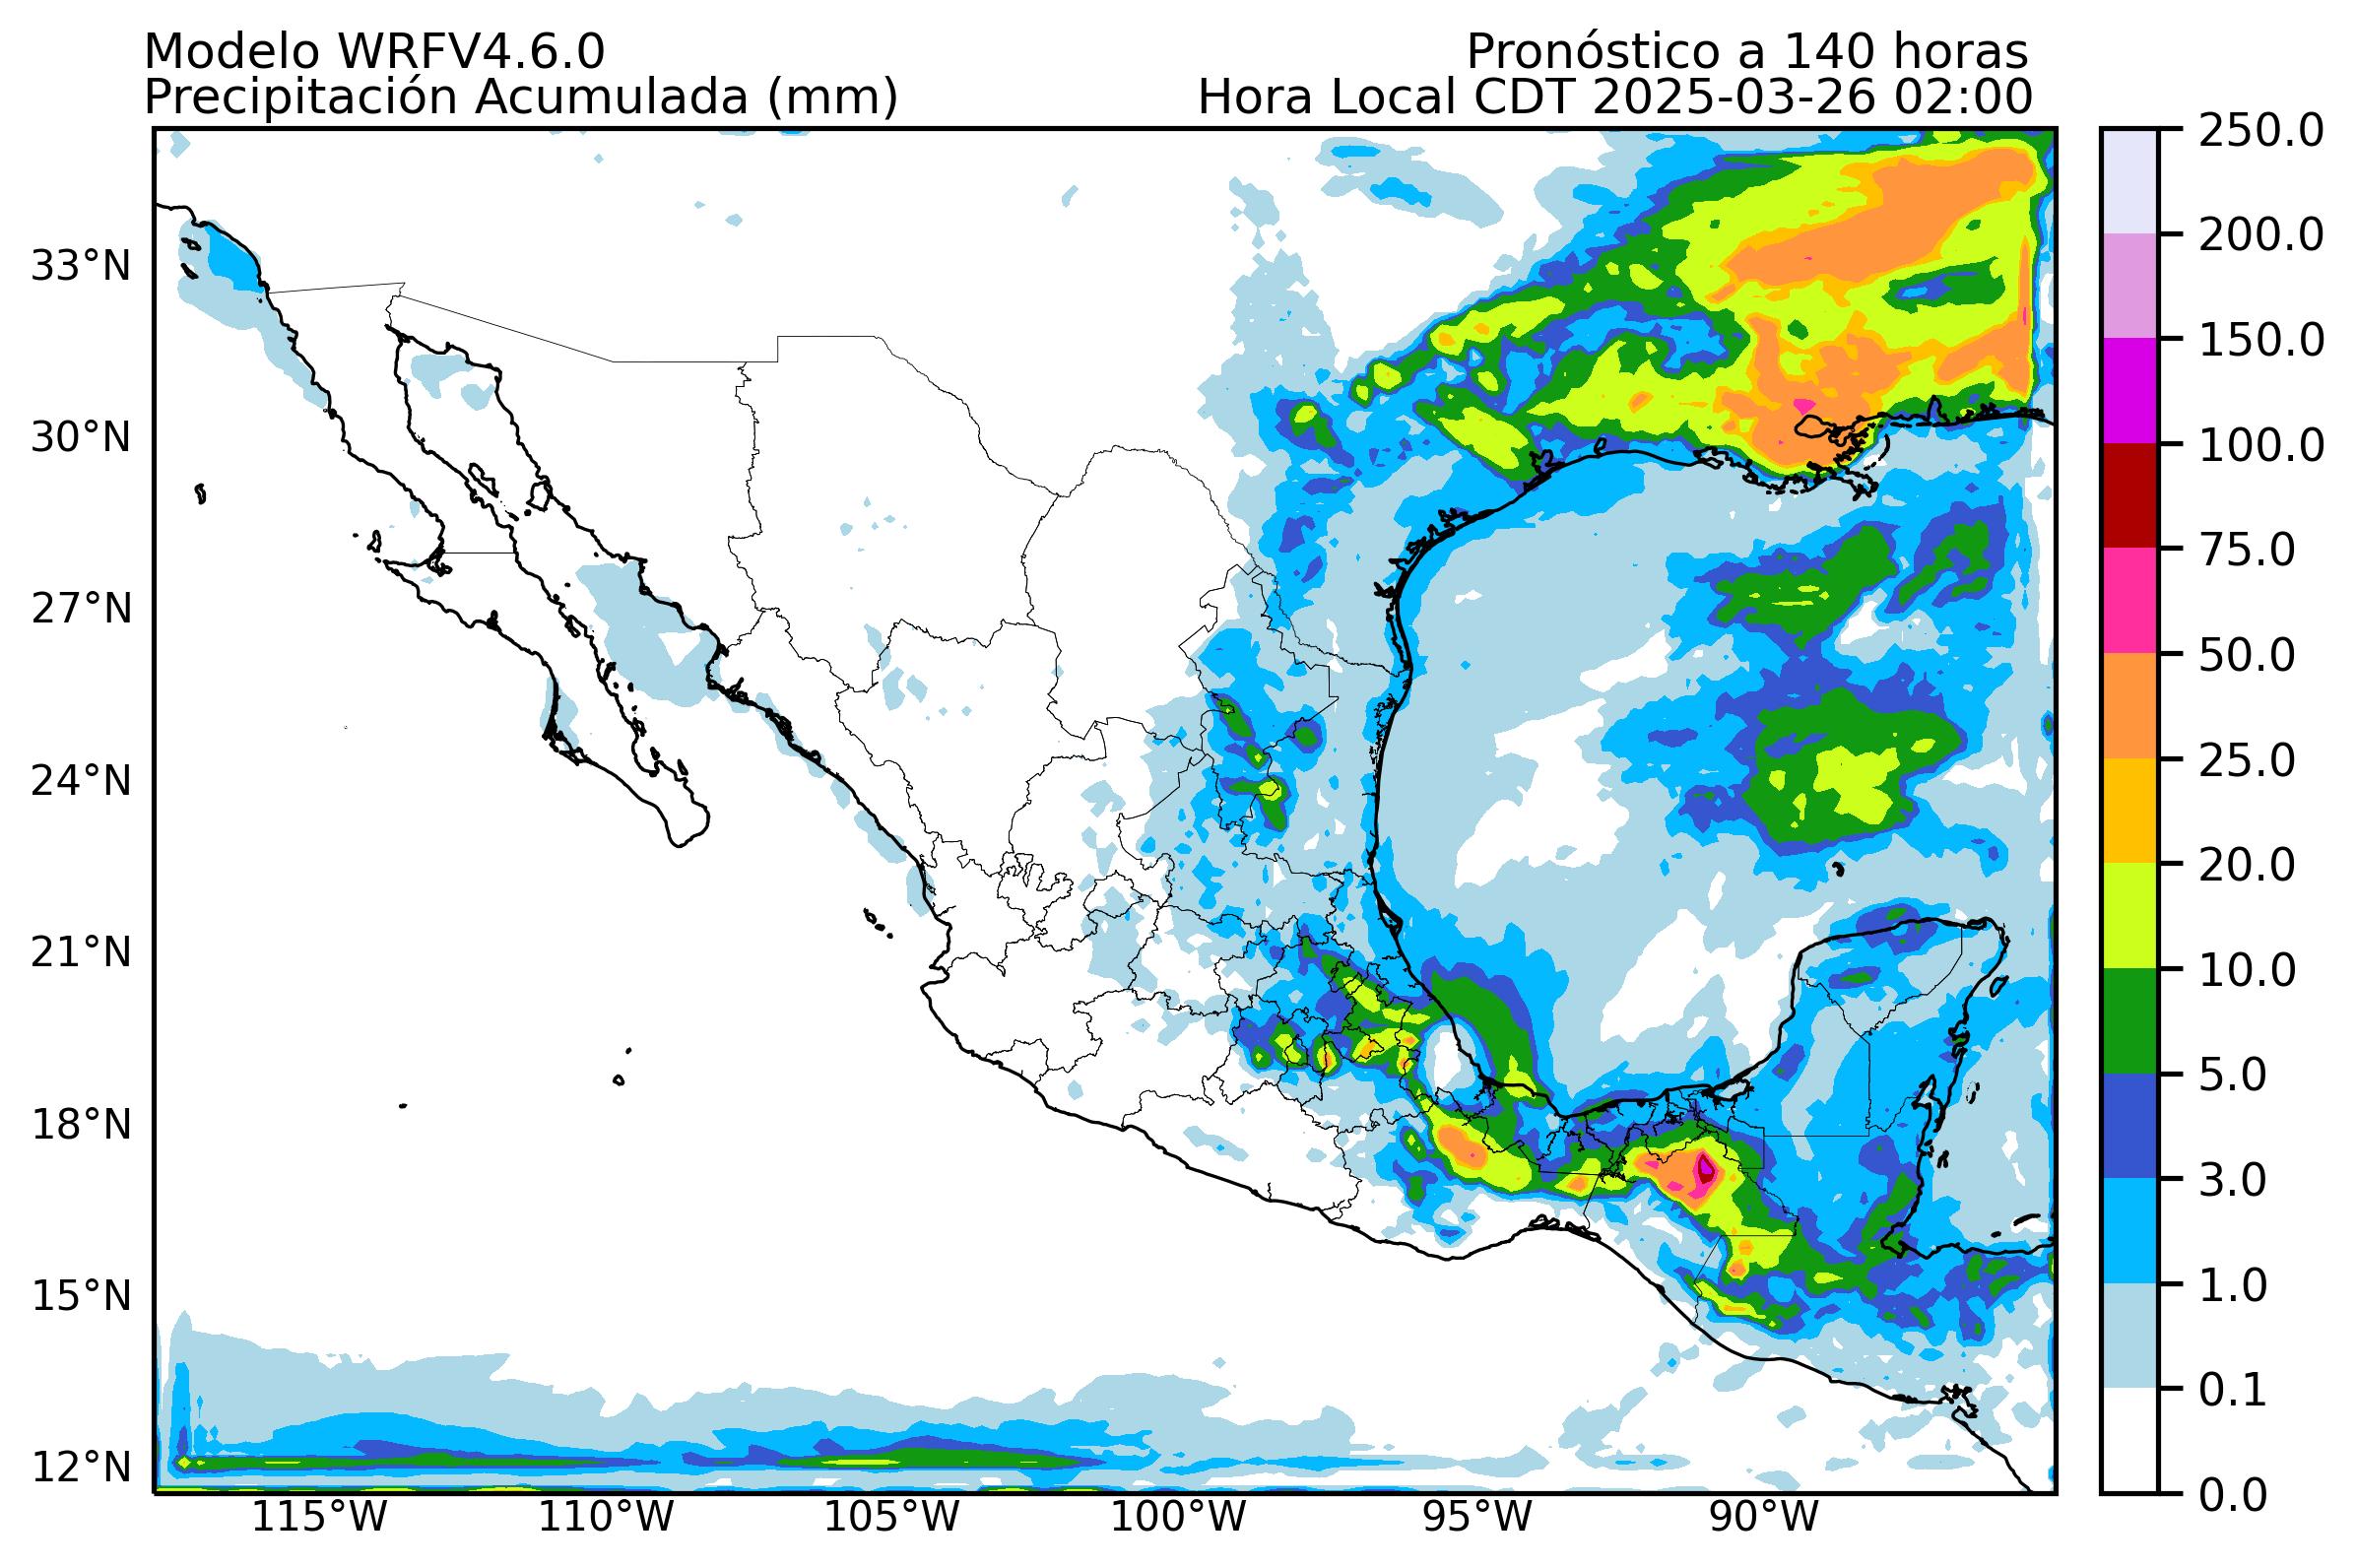 Modelo WRFV4.6.0
Pronóstico a 140 horas
Precipitación Acumulada (mm)
Hora Local CDT 2025-03-26 02:00
33°N
30°N
27°N
24°N
21°N
18°N
15°N
12°N
115°W
110°W
105°W
100°W
95°W
90°W
250.0
200.0
150.0
100.0
75.0
50.0
25.0
20.0
10.0
5.0
3.0
1.0
0.1
0.0